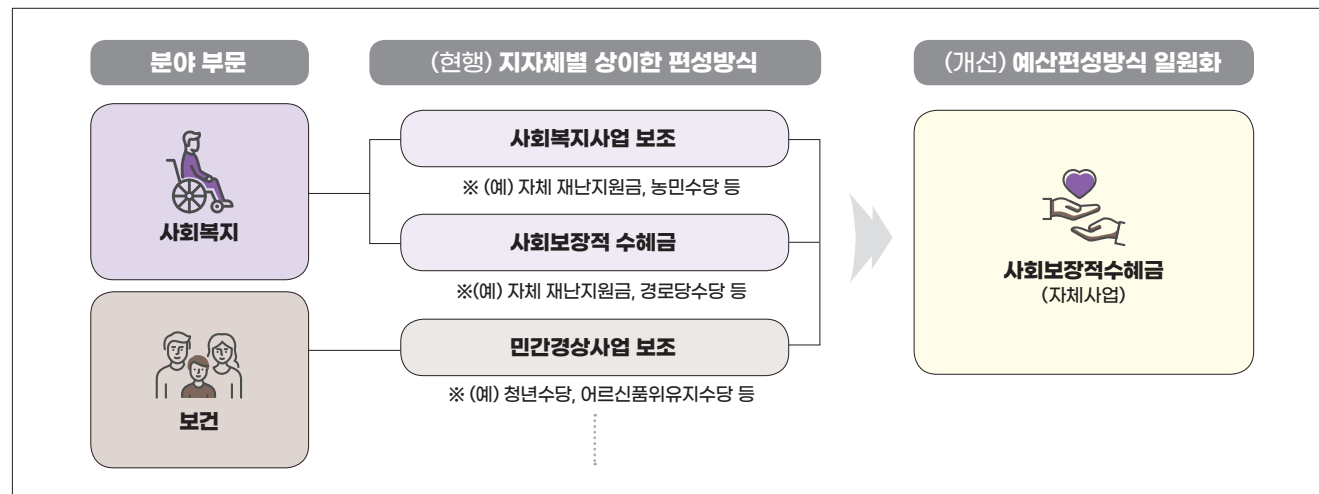 분야 부문
(현행) 지자체별 상이한 편성방식
(개선) 예산편성방식 일원화
사회복지
사회복지사업 보조
※ (예) 자체 재난지원금, 농민수당 등
사회보장적 수혜금
※(예) 자체 재난지원금, 경로당수당 등
보건
민간경상사업 보조
※ (예) 청년수당, 어르신품위유지수당 등
사회보장적수혜금
(자체사업)